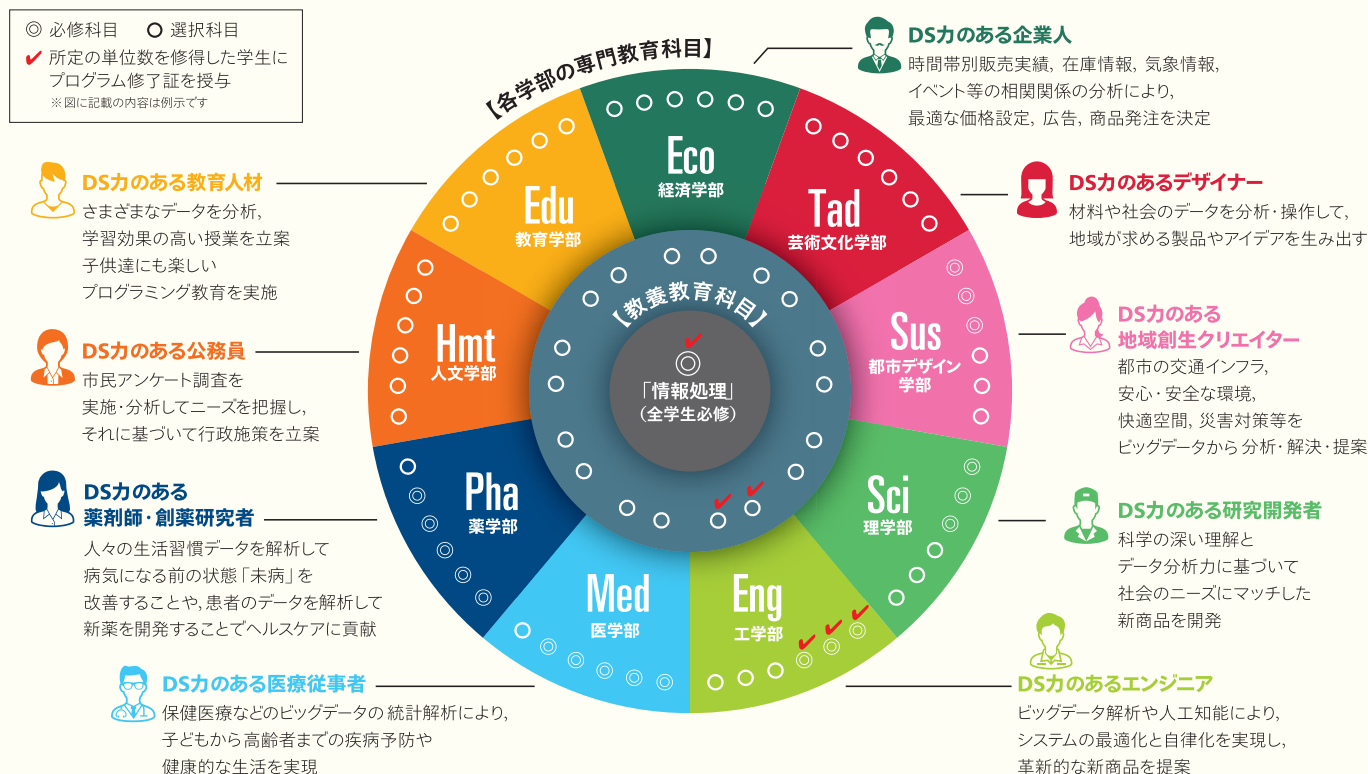 ◎ 必修科目 ○ 選択科目
✔ 所定の単位数を修得した学生に
プログラム修了証を授与
※図に記載の内容は例示です
【各学部の専門教育科目】
DS力のある企業人
時間帯別販売実績, 在庫情報, 気象情報,
イベント等の相関関係の分析により,
最適な価格設定, 広告, 商品発注を決定
DS力のあるデザイナー
材料や社会のデータを分析・操作して,
地域が求める製品やアイデアを生み出す
DS力のある
地域創生クリエイター
都市の交通インフラ,
安心・安全な環境,
快適空間, 災害対策等を
ビッグデータから分析・解決・提案
DS力のある研究開発者
科学の深い理解と
データ分析力に基づいて
社会のニーズにマッチした
新商品を開発
DS力のあるエンジニア
ビッグデータ解析や人工知能により,
システムの最適化と自律化を実現し,
革新的な新商品を提案
DS力のある医療従事者
保健医療などのビッグデータの統計解析により,
子どもから高齢者までの疾病予防や
健康的な生活を実現
DS力のある
薬剤師・創薬研究者
人々の生活習慣データを解析して
病気になる前の状態「未病」を
改善することや, 患者のデータを解析して
新薬を開発することでヘルスケアに貢献
DS力のある公務員
市民アンケート調査を
実施・分析してニーズを把握し,
それに基づいて行政施策を立案
DS力のある教育人材
さまざまなデータを分析,
学習効果の高い授業を立案
子供達にも楽しい
プログラミング教育を実施
Eco
経済学部
Tad
芸術文化学部
Sus
都市デザイン
学部
Sci
理学部
Eng
工学部
Med
医学部
Pha
薬学部
Hmt
人文学部
Edu
教育学部
【教養教育科目】
「情報処理」
(全学生必修)